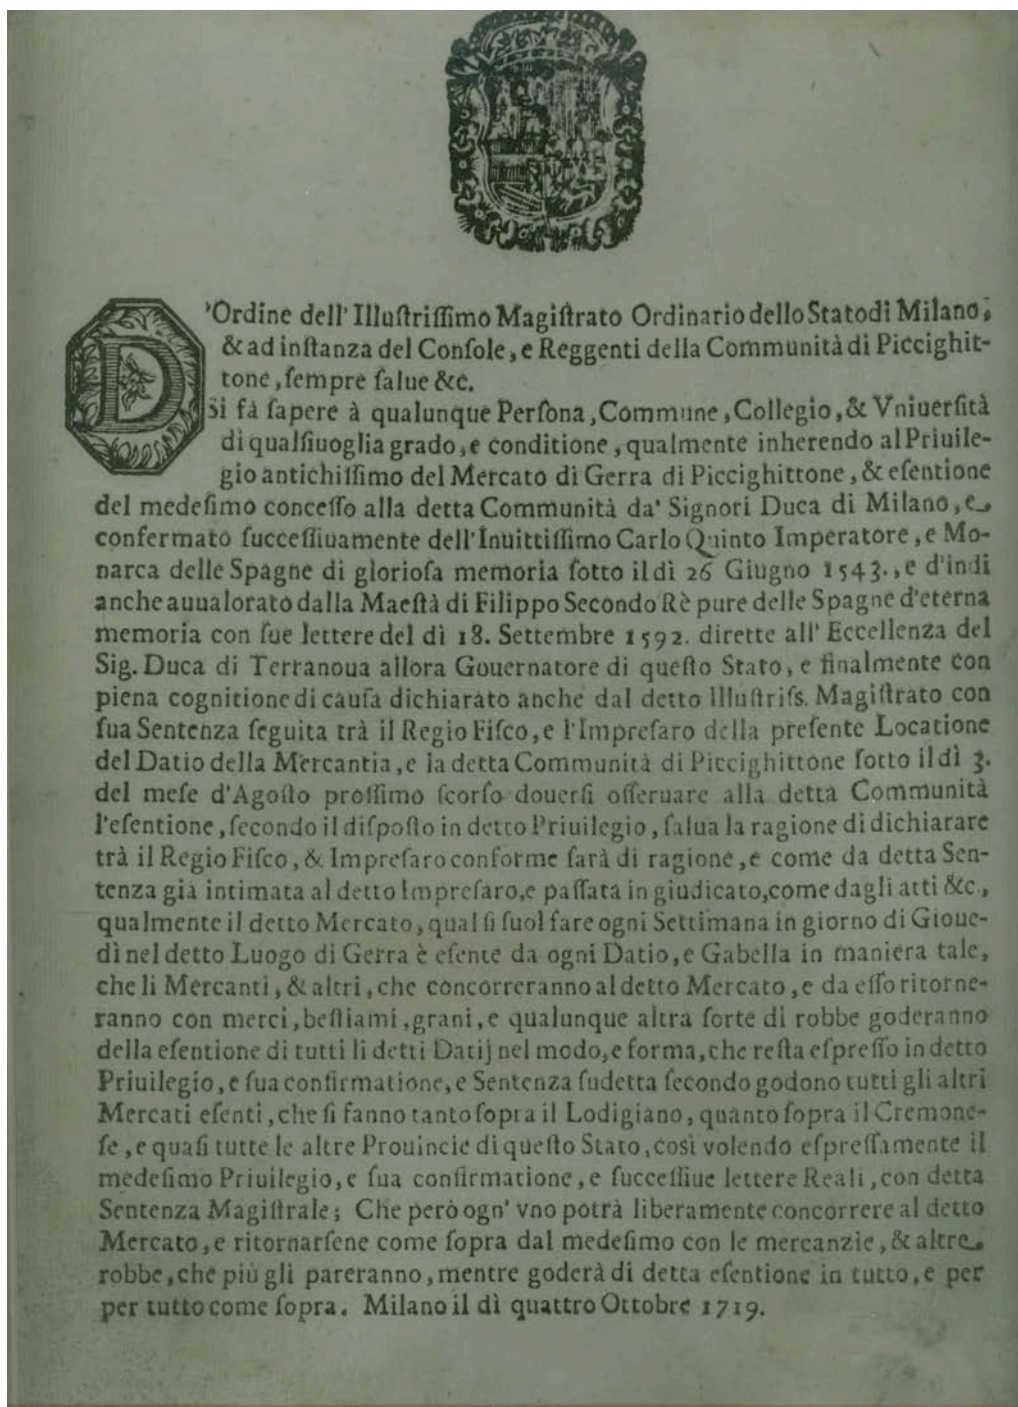 D'Ordine dell'Illustrissimo Magistrato Ordinario dello Stato di Milano,
& ad instanza del Console, e Reggenti della Communità di Piccighit-
tone, sempre salue &c.
Si fà sapere à qualunque Persona, Commune, Collegio, & Vniuersità
di qualsiuoglia grado, e conditione, qualmente inherendo al Priuile-
gio antichissimo del Mercato di Gerra di Piccighittone, & esentione
del medesimo concesso alla detta Communità da' Signori Duca di Milano, e
confermato successiuamente dell'Inuittissimo Carlo Quinto Imperatore, e Mo-
narca delle Spagne di gloriosa memoria sotto il dì 26 Giugno 1543., e d'indi
anche auualorato dalla Maestà di Filippo Secondo Rè pure delle Spagne d'eterna
memoria con sue lettere del dì 18. Settembre 1592. dirette all' Eccellenza del
Sig. Duca di Terranoua allora Gouernatore di questo Stato, e finalmente con
piena cognitione di causa dichiarato anche dal detto Illustriss. Magistrato con
sua Sentenza seguita trà il Regio Fisco, e l'Impresaro della presente Locatione
del Datio della Mercantia, e la detta Communità di Piccighittone sotto il dì 3.
del mese d'Agosto prossimo scorso douersi osseruare alla detta Communità
l'esentione, secondo il disposto in detto Priuilegio, salua la ragione di dichiarare
trà il Regio Fisco, & Impresaro conforme sarà di ragione, e come da detta Sen-
tenza già intimata al detto Impresaro, e passata in giudicato, come dagli atti &c.,
qualmente il detto Mercato, qual si suol fare ogni Settimana in giorno di Gioue-
dì nel detto Luogo di Gerra è esente da ogni Datio, e Gabella in maniera tale,
che li Mercanti, & altri, che concorreranno al detto Mercato, e da esso ritorne-
ranno con merci, bestiami, grani, e qualunque altra sorte di robbe goderanno
della esentione di tutti li detti Datij nel modo, e forma, che resta espresso in detto
Priuilegio, e sua confirmatione, e Sentenza sudetta secondo godono tutti gli altri
Mercati esenti, che si fanno tanto sopra il Lodigiano, quanto sopra il Cremone-
se, e quasi tutte le altre Prouincie di questo Stato, così volendo espressamente il
medesimo Priuilegio, e sua confirmatione, e successiue lettere Reali, con detta
Sentenza Magistrale; Che però ogn' vno potrà liberamente concorrere al detto
Mercato, e ritornarsene come sopra dal medesimo con le mercanzie, & altre
robbe, che più gli pareranno, mentre goderà di detta esentione in tutto, e per
per tutto come sopra. Milano il dì quattro Ottobre 1719.